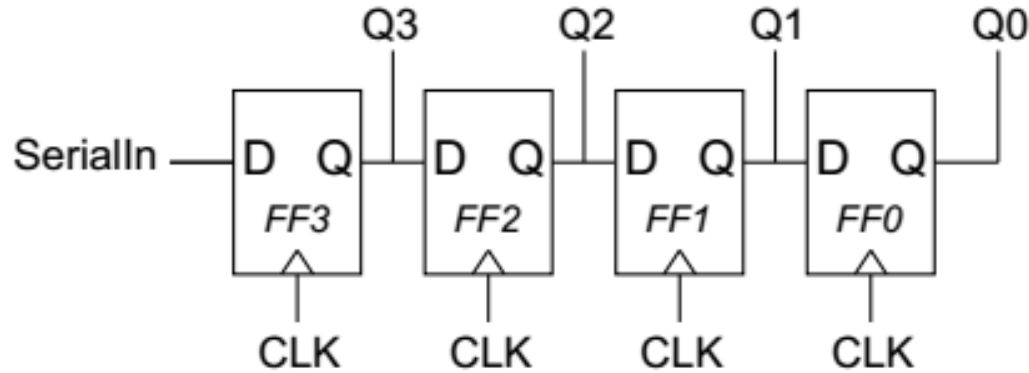 Q3 Q2 Q1 Q0
SerialIn D Q D Q D Q D Q
FF3 FF2 FF1 FF0
CLK CLK CLK CLK